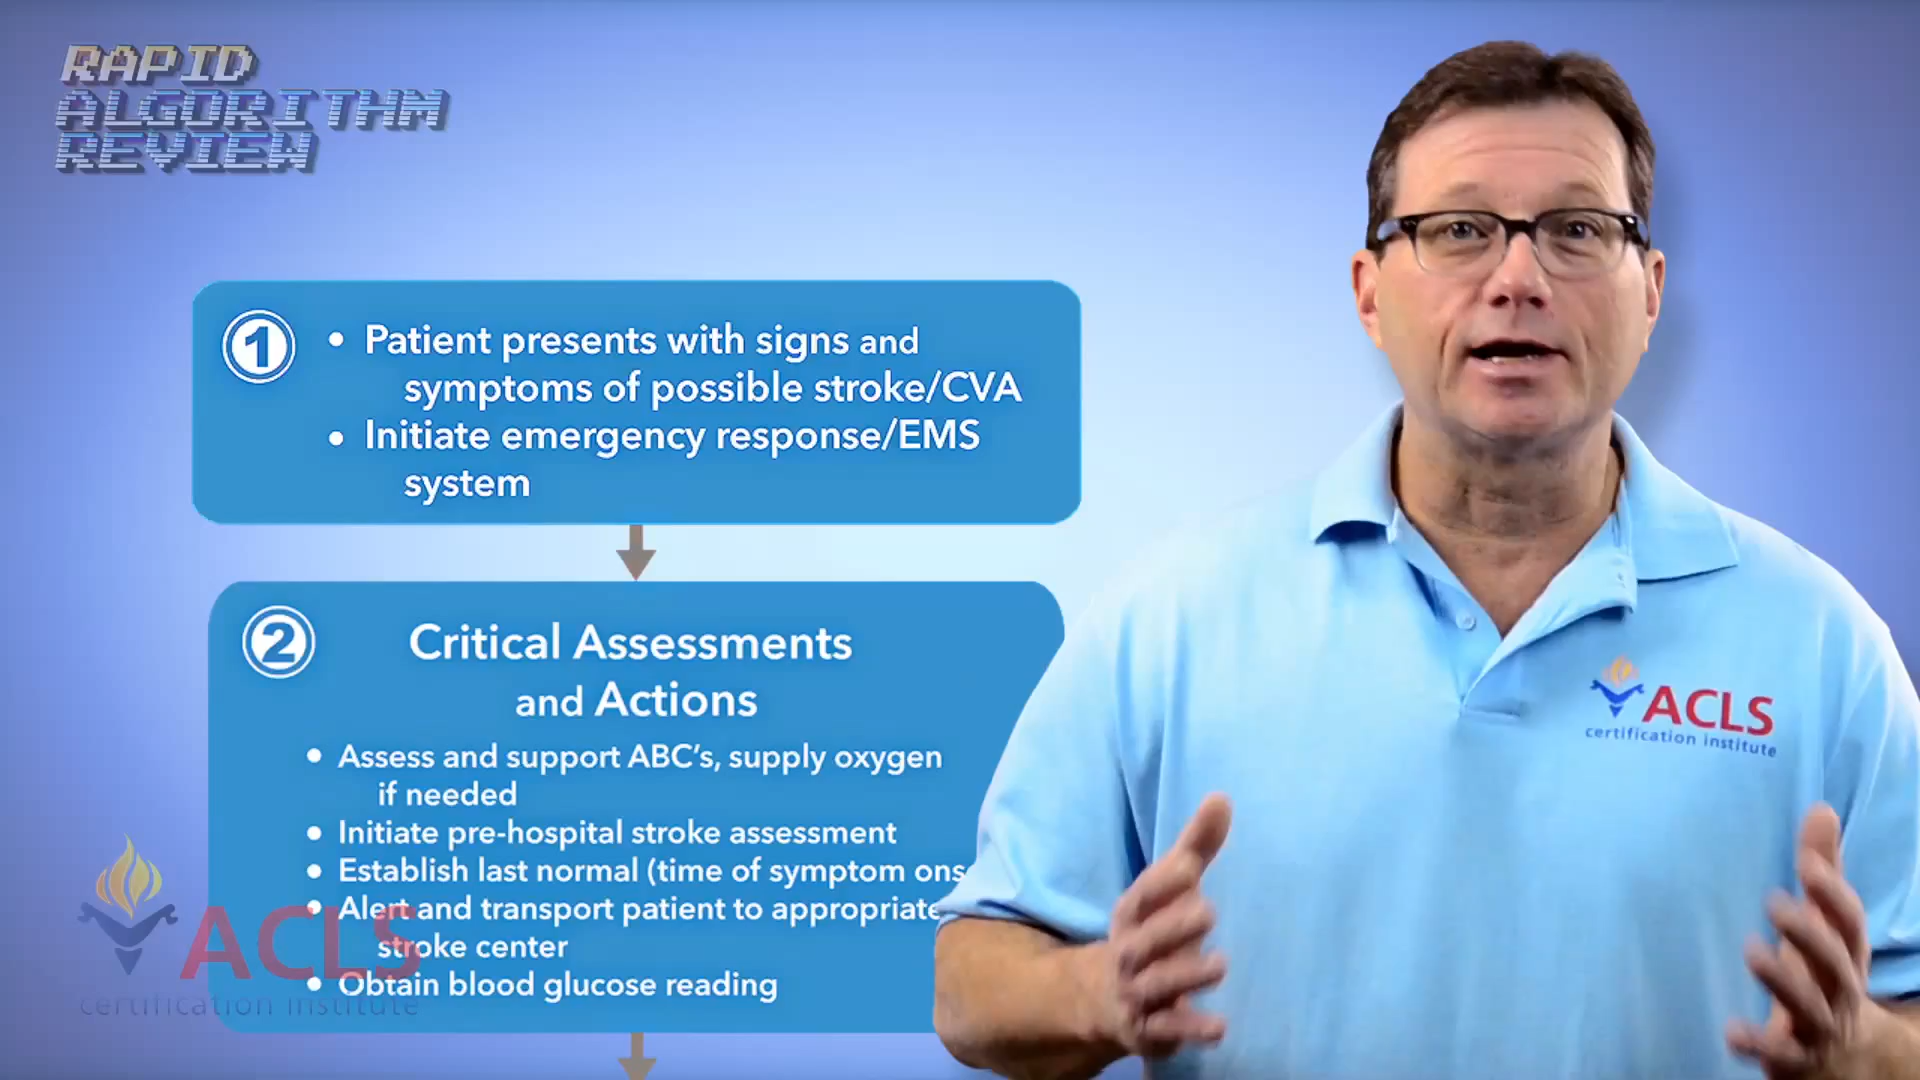 RAPID
ALGORITHM
REVIEW
1
• Patient presents with signs and
symptoms of possible stroke/CVA
• Initiate emergency response/EMS
system
2
Critical Assessments
and Actions
• Assess and support ABC’s, supply oxygen
if needed
• Initiate pre-hospital stroke assessment
• Establish last normal (time of symptom ons
• Alert and transport patient to appropriate
stroke center
• Obtain blood glucose reading
ACLS
certification institute
ACLS
certification institute